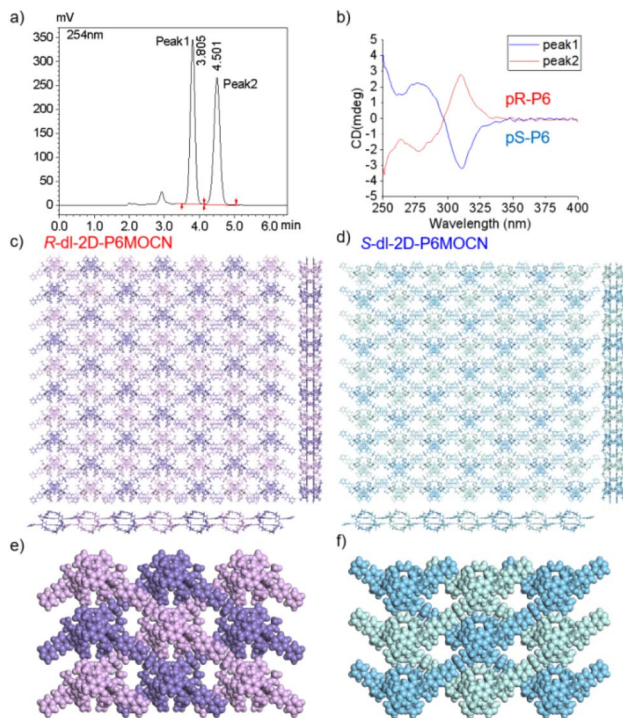 a)
mV
254nm
350
300
250
200
150
100
50
0
Peak1
3.805
4.501
Peak2
0.0 1.0 2.0 3.0 4.0 5.0 6.0 min
b)
5
4
3
2
1
0
-1
-2
-3
-4
CD(mdeg)
peak1
peak2
pR-P6
pS-P6
250 275 300 325 350 375 400
Wavelength (nm)
c) R-dl-2D-P6MOCN
d) S-dl-2D-P6MOCN
e)
f)